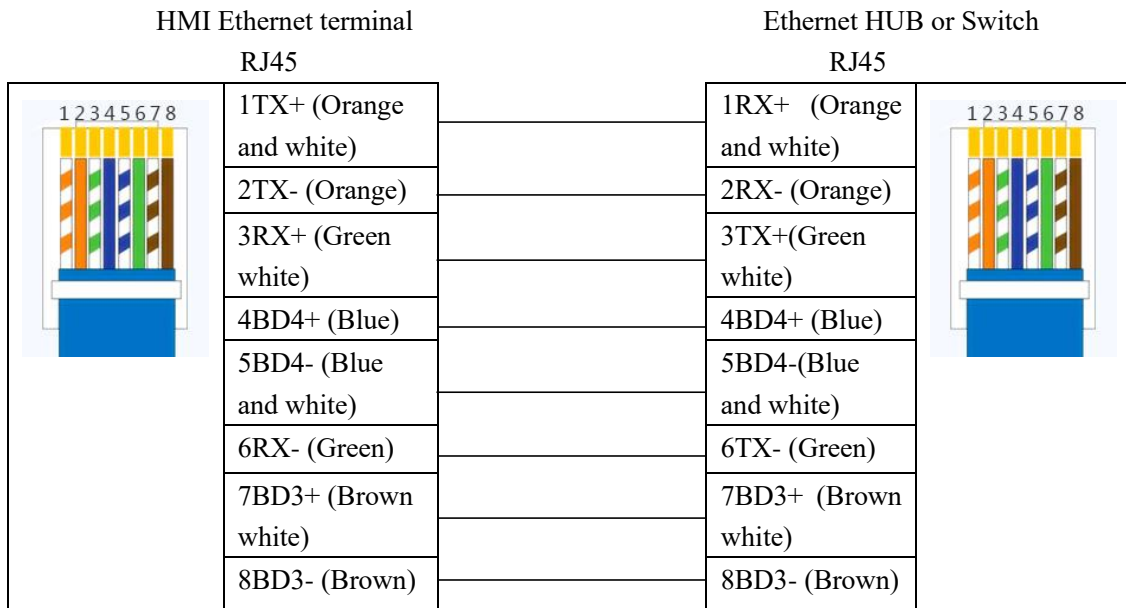 HMI Ethernet terminal
Ethernet HUB or Switch
RJ45
RJ45
12345678
1TX+ (Orange
and white)
1RX+ (Orange
and white)
12345678
2TX- (Orange)
2RX- (Orange)
3RX+ (Green
white)
3TX+(Green
white)
4BD4+ (Blue)
4BD4+ (Blue)
5BD4- (Blue
and white)
5BD4-(Blue
and white)
6RX- (Green)
6TX- (Green)
7BD3+ (Brown
white)
7BD3+ (Brown
white)
8BD3- (Brown)
8BD3- (Brown)